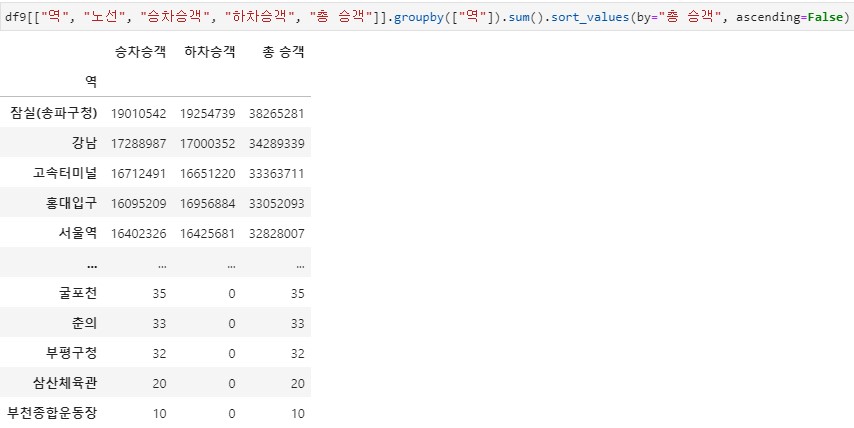 df9[["역", "노선", "승차승객", "하차승객", "총 승객"]].groupby(["역"]).sum().sort_values(by="총 승객", ascending=False)
승차승객 하차승객 총 승객
역
잠실(송파구청) 19010542 19254739 38265281
강남 17288987 17000352 34289339
고속터미널 16712491 16651220 33363711
홍대입구 16095209 16956884 33052093
서울역 16402326 16425681 32828007
... ... ... ...
굴포천 35 0 35
춘의 33 0 33
부평구청 32 0 32
삼산체육관 20 0 20
부천종합운동장 10 0 10